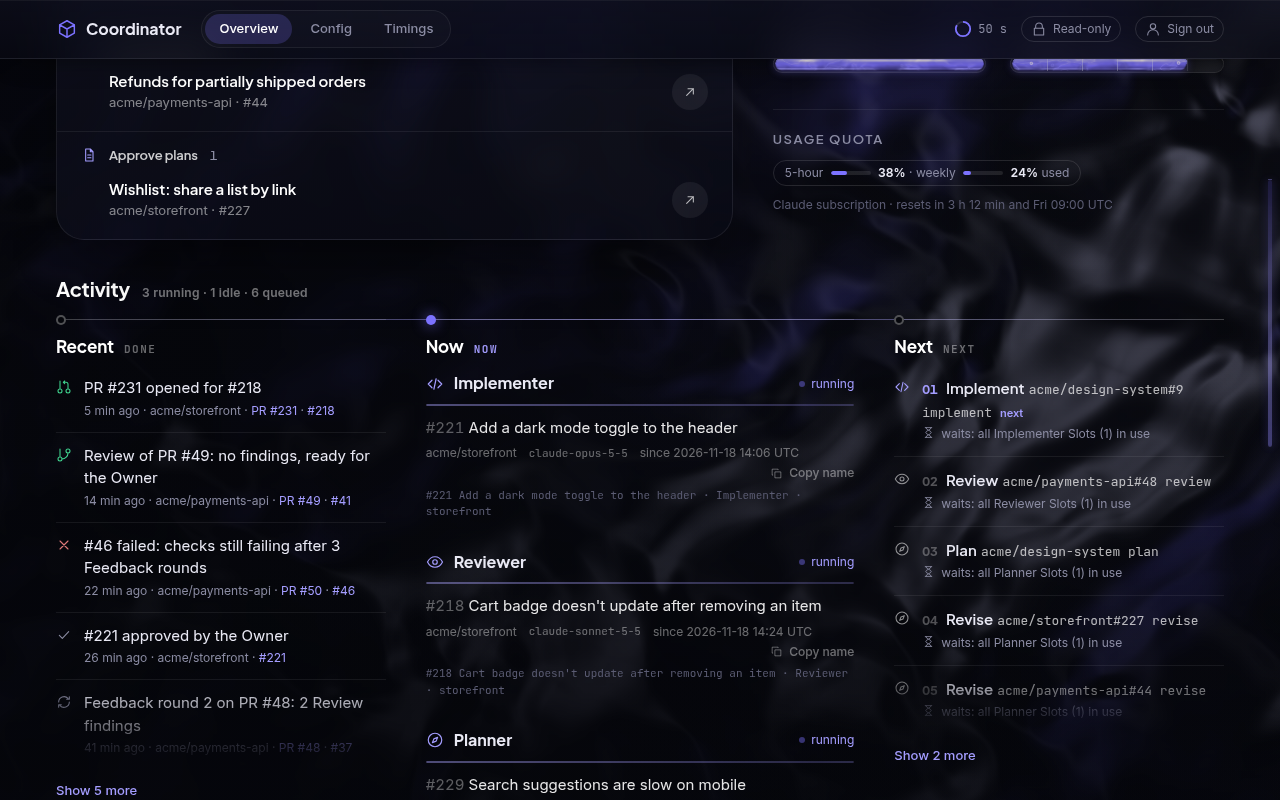 Coordinator
Overview
Config
Timings
50 s
Read-only
Sign out
Refunds for partially shipped orders
acme/payments-api · #44
Approve plans 1
Wishlist: share a list by link
acme/storefront · #227
USAGE QUOTA
5-hour 38% · weekly 24% used
Claude subscription · resets in 3 h 12 min and Fri 09:00 UTC
Activity 3 running · 1 idle · 6 queued
Recent DONE
PR #231 opened for #218
5 min ago · acme/storefront · PR #231 · #218
Review of PR #49: no findings, ready for
the Owner
14 min ago · acme/payments-api · PR #49 · #41
#46 failed: checks still failing after 3
Feedback rounds
22 min ago · acme/payments-api · PR #50 · #46
#221 approved by the Owner
26 min ago · acme/storefront · #221
Feedback round 2 on PR #48: 2 Review
findings
41 min ago · acme/payments-api · PR #48 · #37
Show 5 more
Now NOW
Implementer running
#221 Add a dark mode toggle to the header
acme/storefront claude-opus-5-5 since 2026-11-18 14:06 UTC
Copy name
#221 Add a dark mode toggle to the header · Implementer ·
storefront
Reviewer running
#218 Cart badge doesn't update after removing an item
acme/storefront claude-sonnet-5-5 since 2026-11-18 14:24 UTC
Copy name
#218 Cart badge doesn't update after removing an item · Reviewer
· storefront
Planner running
#229 Search suggestions are slow on mobile
Next NEXT
01 Implement acme/design-system#9
implement next
waits: all Implementer Slots (1) in use
02 Review acme/payments-api#48 review
waits: all Reviewer Slots (1) in use
03 Plan acme/design-system plan
waits: all Planner Slots (1) in use
04 Revise acme/storefront#227 revise
waits: all Planner Slots (1) in use
05 Revise acme/payments-api#44 revise
waits: all Planner Slots (1) in use
Show 2 more